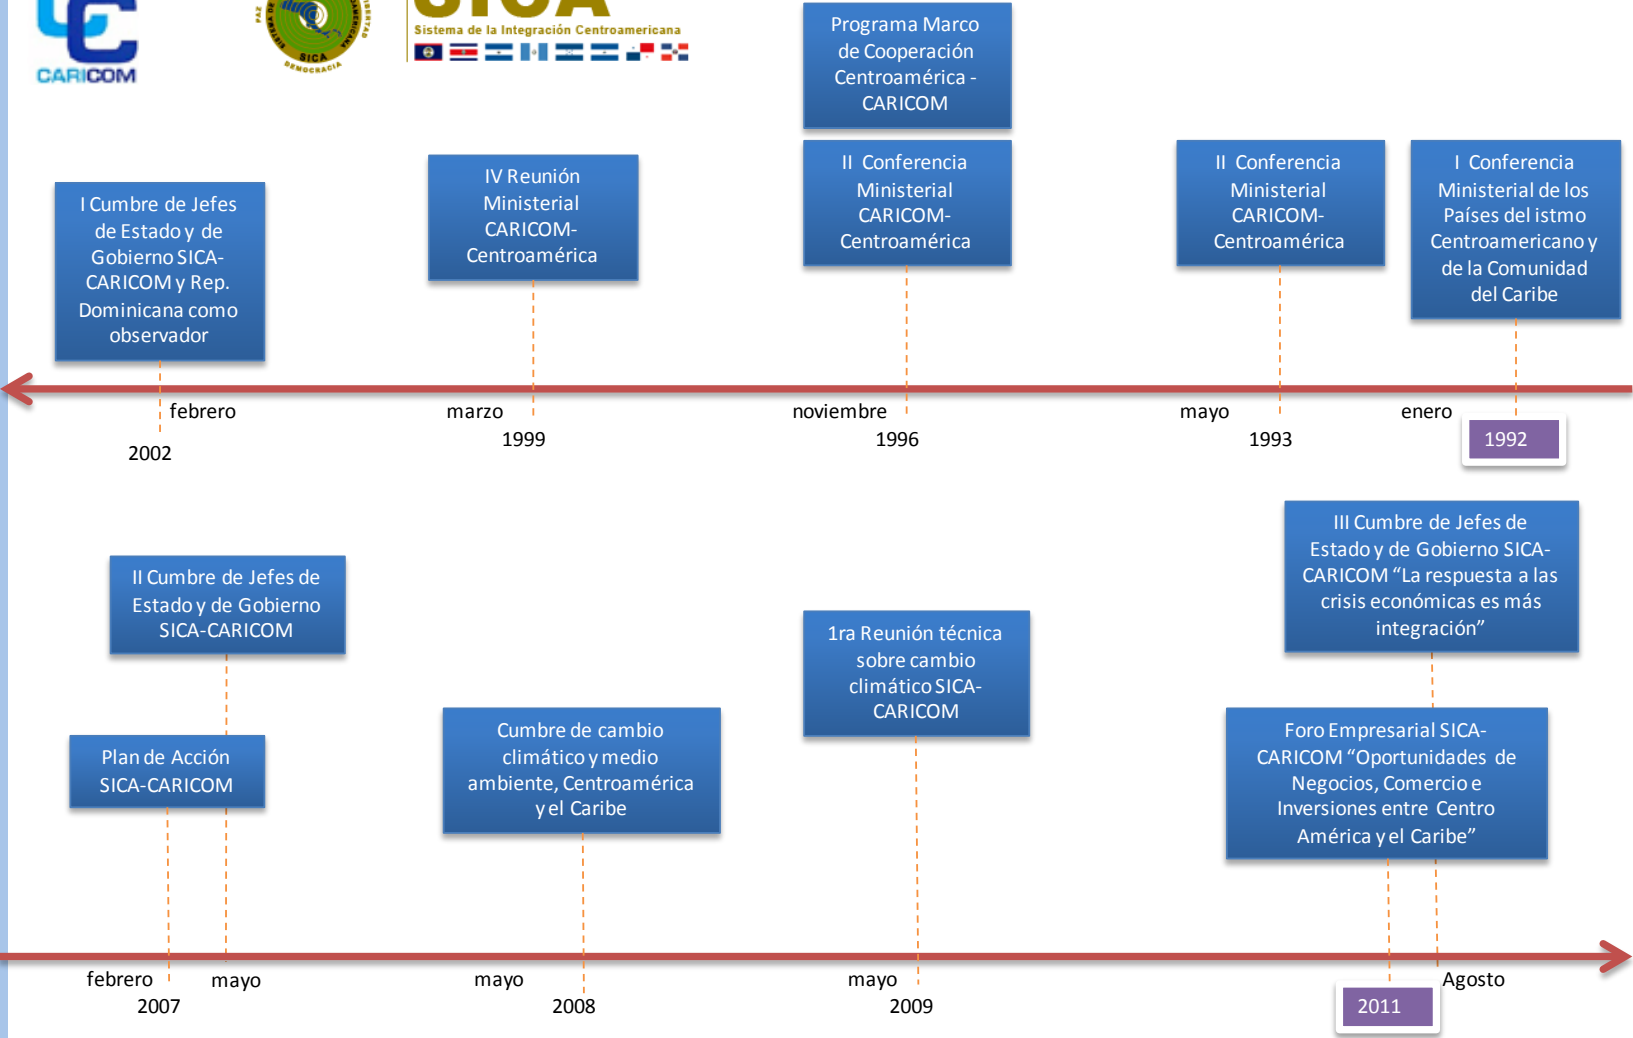 CARICOM
PAZ
LIBERTAD
SICA
DEMOCRACIA
SICA
Sistema de la Integración Centroamericana
Programa Marco
de Cooperación
Centroamérica -
CARICOM
I Cumbre de Jefes
de Estado y de
Gobierno SICA-
CARICOM y Rep.
Dominicana como
observador
IV Reunión
Ministerial
CARICOM-
Centroamérica
II Conferencia
Ministerial
CARICOM-
Centroamérica
II Conferencia
Ministerial
CARICOM-
Centroamérica
I Conferencia
Ministerial de los
Países del istmo
Centroamericano y
de la Comunidad
del Caribe
febrero
2002
marzo
1999
noviembre
1996
mayo
1993
enero
1992
II Cumbre de Jefes de
Estado y de Gobierno
SICA-CARICOM
Plan de Acción
SICA-CARICOM
Cumbre de cambio
climático y medio
ambiente, Centroamérica
y el Caribe
1ra Reunión técnica
sobre cambio
climático SICA-
CARICOM
III Cumbre de Jefes de
Estado y de Gobierno SICA-
CARICOM “La respuesta a las
crisis económicas es más
integración”
Foro Empresarial SICA-
CARICOM “Oportunidades de
Negocios, Comercio e
Inversiones entre Centro
América y el Caribe”
febrero
mayo
2007
mayo
2008
mayo
2009
Agosto
2011